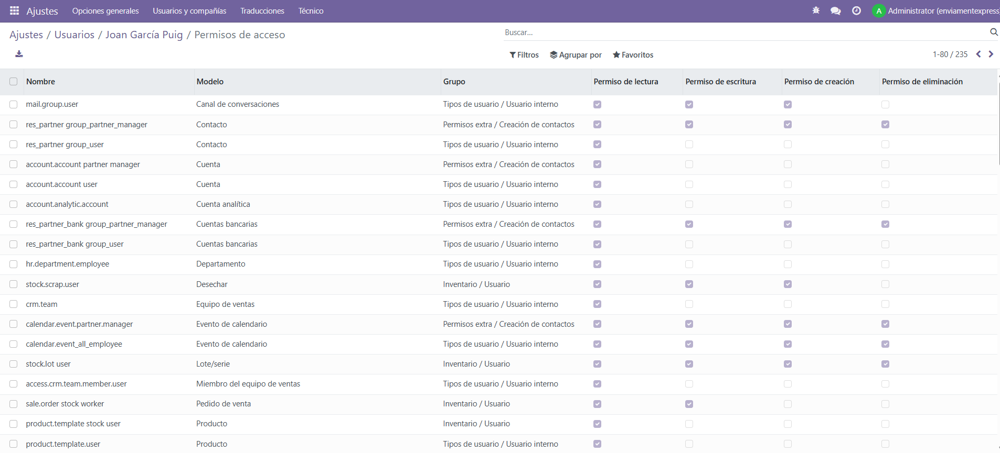 Ajustes Opciones generales Usuarios y compañías Traducciones Técnico A Administrator (enviamentexpress)
Ajustes / Usuarios / Joan García Puig / Permisos de acceso Buscar...
Filtros Agrupar por Favoritos 1-80 / 235
Nombre Modelo Grupo Permiso de lectura Permiso de escritura Permiso de creación Permiso de eliminación
mail.group.user Canal de conversaciones Tipos de usuario / Usuario interno
res_partner group_partner_manager Contacto Permisos extra / Creación de contactos
res_partner group_user Contacto Tipos de usuario / Usuario interno
account.account partner manager Cuenta Permisos extra / Creación de contactos
account.account user Cuenta Tipos de usuario / Usuario interno
account.analytic.account Cuenta analítica Tipos de usuario / Usuario interno
res_partner_bank group_partner_manager Cuentas bancarias Permisos extra / Creación de contactos
res_partner_bank group_user Cuentas bancarias Tipos de usuario / Usuario interno
hr.department.employee Departamento Tipos de usuario / Usuario interno
stock.scrap.user Desechar Inventario / Usuario
crm.team Equipo de ventas Tipos de usuario / Usuario interno
calendar.event.partner.manager Evento de calendario Permisos extra / Creación de contactos
calendar.event_all_employee Evento de calendario Tipos de usuario / Usuario interno
stock.lot user Lote/serie Inventario / Usuario
access.crm.team.member.user Miembro del equipo de ventas Tipos de usuario / Usuario interno
sale.order stock worker Pedido de venta Inventario / Usuario
product.template stock user Producto Inventario / Usuario
product.template.user Producto Tipos de usuario / Usuario interno